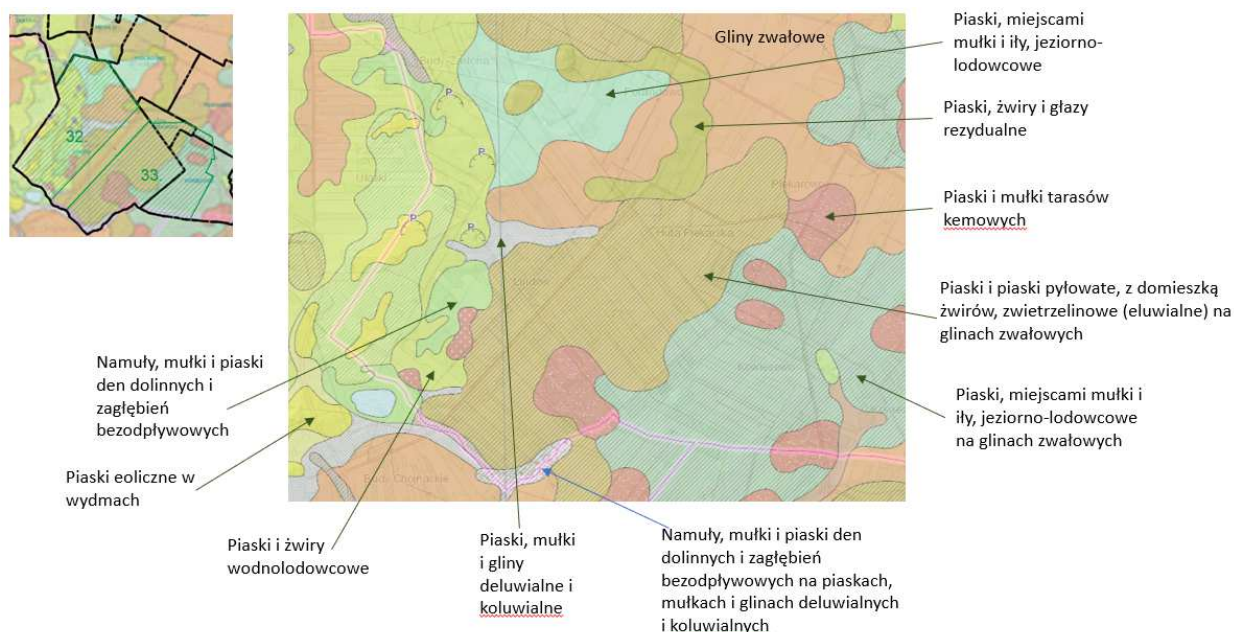 32.
33.
Gliny zwałowe
Piaski, miejscami
mułki i iły, jeziorno-
lodowcowe
Piaski, żwiry i głazy
rezydualne
Piaski i mułki tarasów
kemowych
Piaski i piaski pyłowate, z domieszką
żwirów, zwietrzelinowe (eluwialne) na
glinach zwałowych
Piaski, miejscami mułki i
iły, jeziorno-lodowcowe
na glinach zwałowych
P
P
P
P
Namuły, mułki i piaski
den dolinnych i
zagłębień
bezodpływowych
Piaski eoliczne w
wydmach
Piaski i żwiry
wodnolodowcowe
Piaski, mułki
i gliny
deluwialne i
koluwialne
Namuły, mułki i piaski den
dolinnych i zagłębień
bezodpływowych na piaskach,
mułkach i glinach deluwialnych
i koluwialnych